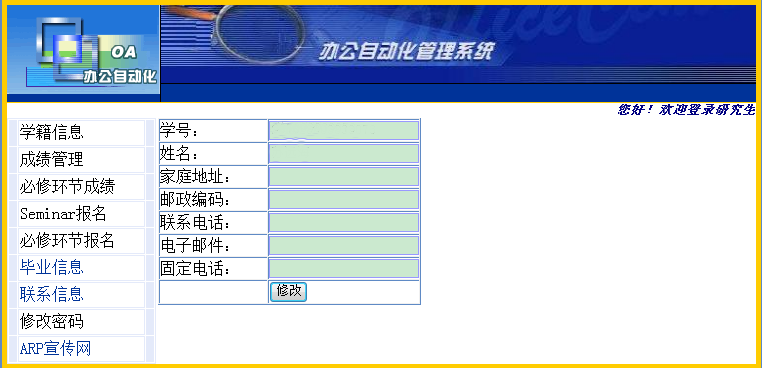 OA
办公自动化
办公自动化管理系统
您好！欢迎登录研究生
学籍信息
成绩管理
必修环节成绩
Seminar报名
必修环节报名
毕业信息
联系信息
修改密码
ARP宣传网
学号：
姓名：
家庭地址：
邮政编码：
联系电话：
电子邮件：
固定电话：
修改